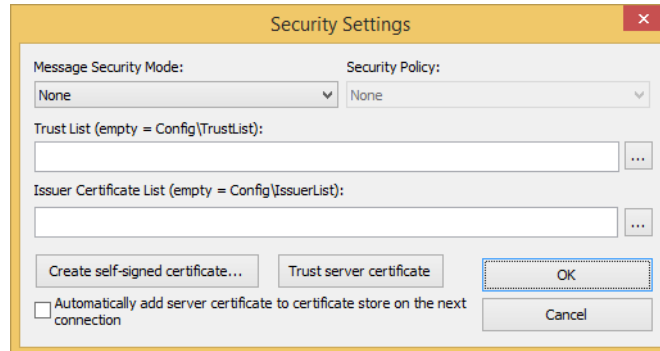 Security Settings
Message Security Mode:
Security Policy:
None
None
Trust List (empty = Config\TrustList):
...
Issuer Certificate List (empty = Config\IssuerList):
...
Create self-signed certificate...
Trust server certificate
OK
Automatically add server certificate to certificate store on the next
connection
Cancel